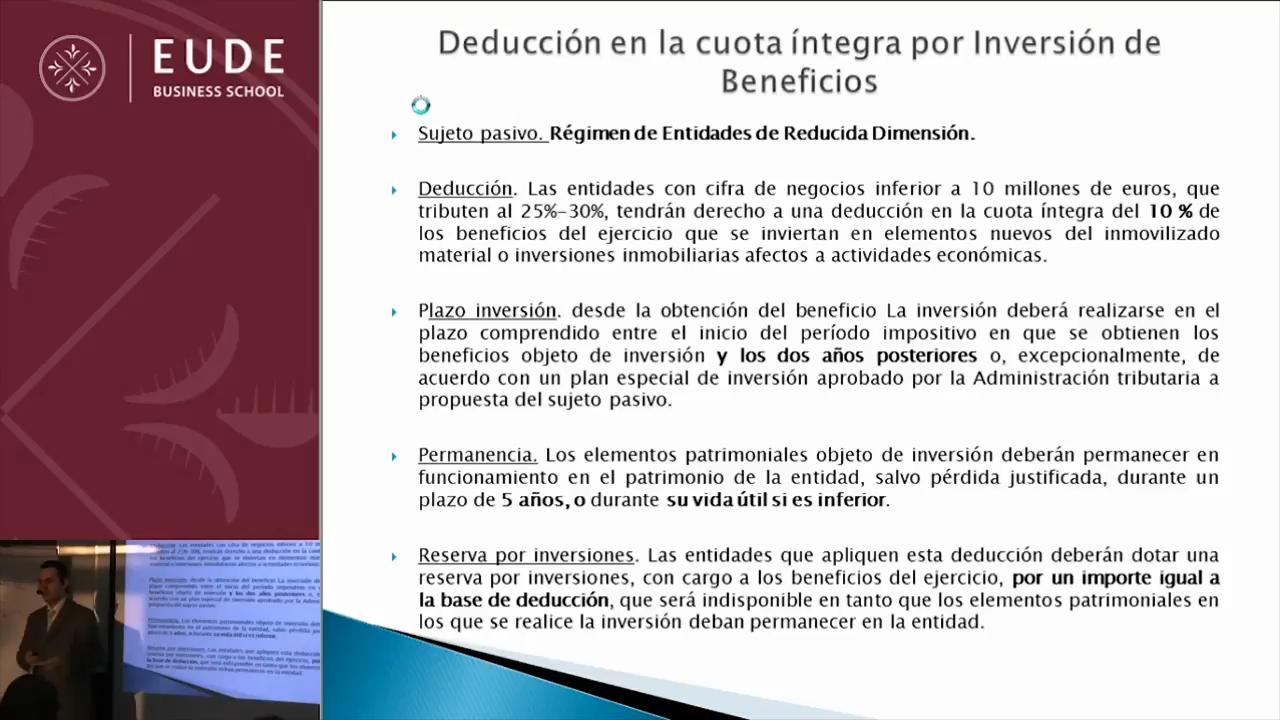 EUDE
BUSINESS SCHOOL
Deducción en la cuota íntegra por Inversión de
Beneficios
Sujeto pasivo. Régimen de Entidades de Reducida Dimensión.
Deducción. Las entidades con cifra de negocios inferior a 10 millones de euros, que
tributen al 25%-30%, tendrán derecho a una deducción en la cuota íntegra del 10 % de
los beneficios del ejercicio que se inviertan en elementos nuevos del inmovilizado
material o inversiones inmobiliarias afectos a actividades económicas.
Plazo inversión. desde la obtención del beneficio La inversión deberá realizarse en el
plazo comprendido entre el inicio del período impositivo en que se obtienen los
beneficios objeto de inversión y los dos años posteriores o, excepcionalmente, de
acuerdo con un plan especial de inversión aprobado por la Administración tributaria a
propuesta del sujeto pasivo.
Permanencia. Los elementos patrimoniales objeto de inversión deberán permanecer en
funcionamiento en el patrimonio de la entidad, salvo pérdida justificada, durante un
plazo de 5 años, o durante su vida útil si es inferior.
Reserva por inversiones. Las entidades que apliquen esta deducción deberán dotar una
reserva por inversiones, con cargo a los beneficios del ejercicio, por un importe igual a
la base de deducción, que será indisponible en tanto que los elementos patrimoniales en
los que se realice la inversión deban permanecer en la entidad.